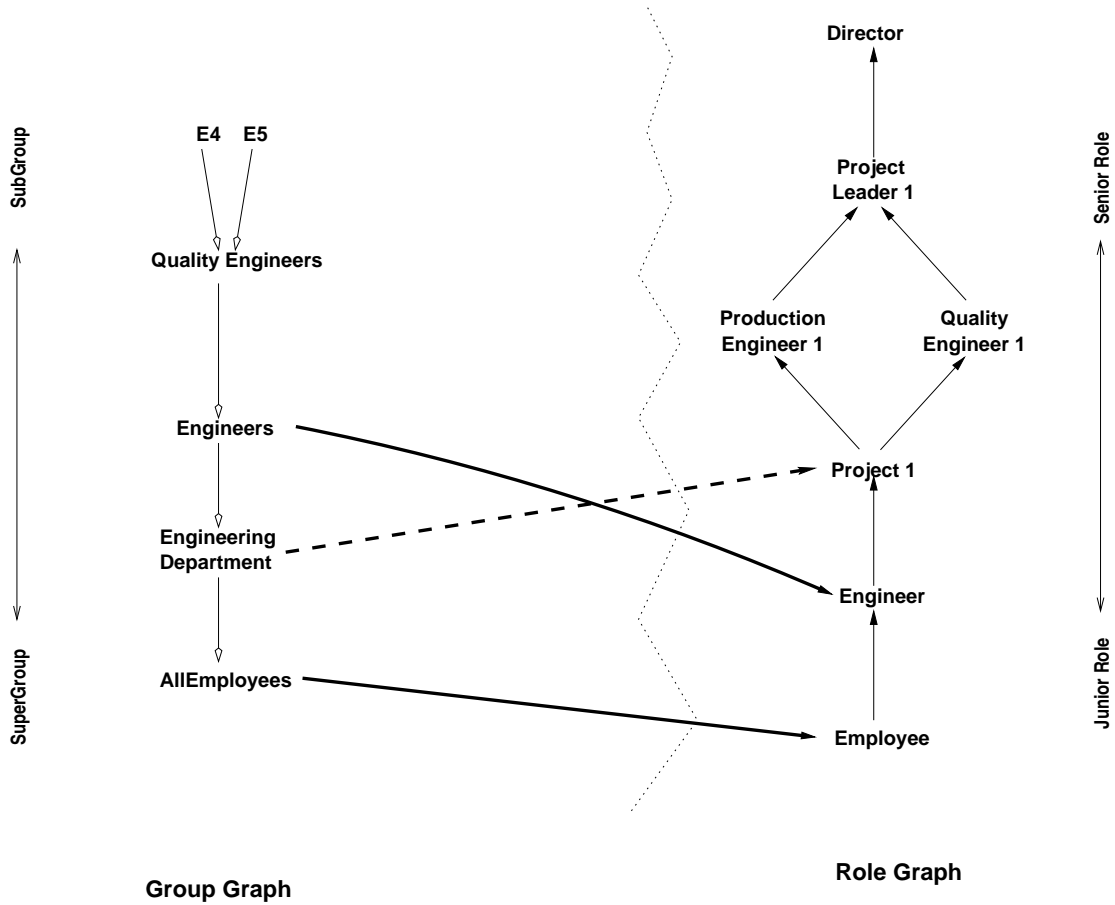 Director
E4
E5
SubGroup
Senior Role
Project
Leader 1
Quality Engineers
Production
Engineer 1
Quality
Engineer 1
Engineers
Project 1
Engineering
Department
Engineer
AllEmployees
SuperGroup
Junior Role
Employee
Role Graph
Group Graph